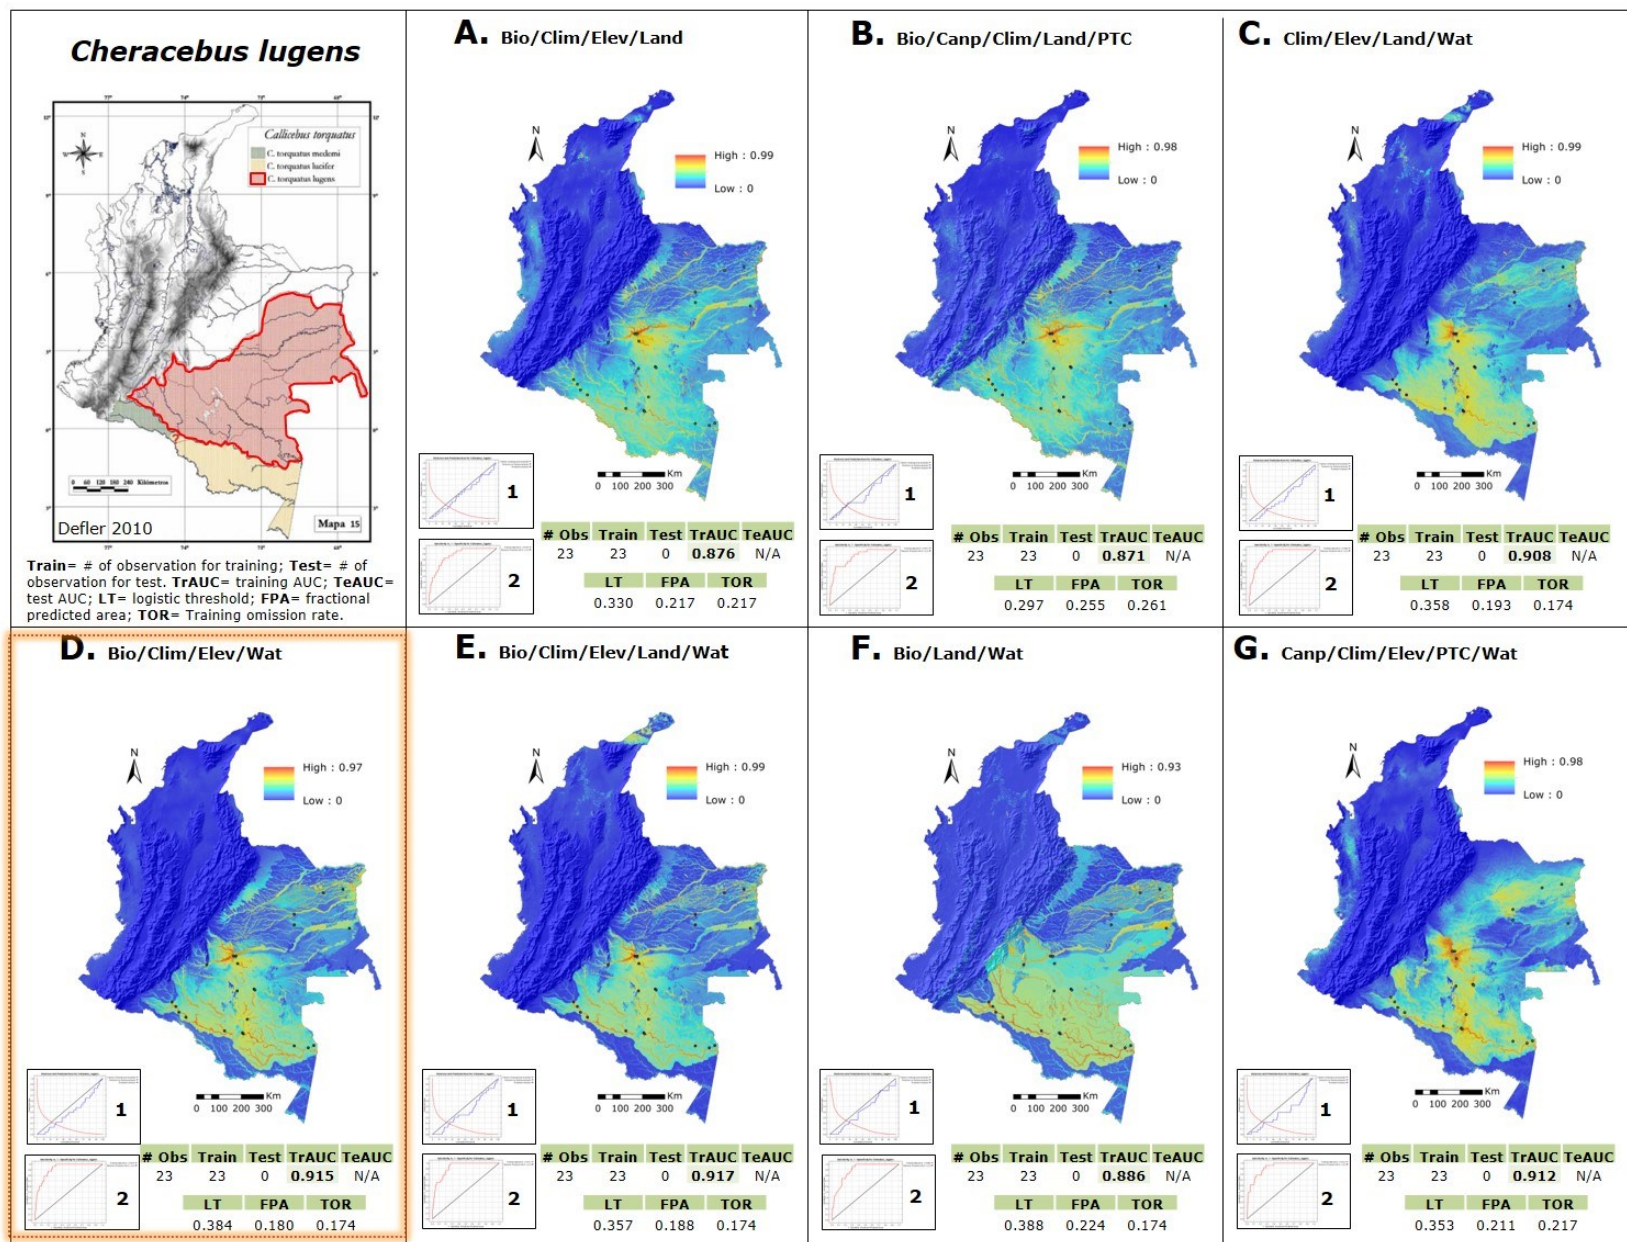 Cheracebus lugens
Callicebus torquatus
C. torquatus medemi
C. torquatus lucifer
C. torquatus lugens
N
W
E
S
0 60 120 180 240 Kilómetros
Defler 2010
Mapa 15
Train= # of observation for training; Test= # of
observation for test. TrAUC= training AUC; TeAUC=
test AUC; LT= logistic threshold; FPA= fractional
predicted area; TOR= Training omission rate.
A. Bio/Clim/Elev/Land
N
High : 0.99
Low : 0
Km
0 100 200 300
1
2
# Obs Train Test TrAUC TeAUC
23 23 0 0.876 N/A
LT FPA TOR
0.330 0.217 0.217
B. Bio/Canp/Clim/Land/PTC
N
High : 0.98
Low : 0
Km
0 100 200 300
1
2
# Obs Train Test TrAUC TeAUC
23 23 0 0.871 N/A
LT FPA TOR
0.297 0.255 0.261
C. Clim/Elev/Land/Wat
N
High : 0.99
Low : 0
Km
0 100 200 300
1
2
# Obs Train Test TrAUC TeAUC
23 23 0 0.908 N/A
LT FPA TOR
0.358 0.193 0.174
D. Bio/Clim/Elev/Wat
N
High : 0.97
Low : 0
Km
0 100 200 300
1
2
# Obs Train Test TrAUC TeAUC
23 23 0 0.915 N/A
LT FPA TOR
0.384 0.180 0.174
E. Bio/Clim/Elev/Land/Wat
N
High : 0.99
Low : 0
Km
0 100 200 300
1
2
# Obs Train Test TrAUC TeAUC
23 23 0 0.917 N/A
LT FPA TOR
0.357 0.188 0.174
F. Bio/Land/Wat
N
High : 0.93
Low : 0
Km
0 100 200 300
1
2
# Obs Train Test TrAUC TeAUC
23 23 0 0.886 N/A
LT FPA TOR
0.388 0.224 0.174
G. Canp/Clim/Elev/PTC/Wat
N
High : 0.98
Low : 0
Km
0 100 200 300
1
2
# Obs Train Test TrAUC TeAUC
23 23 0 0.912 N/A
LT FPA TOR
0.353 0.211 0.217